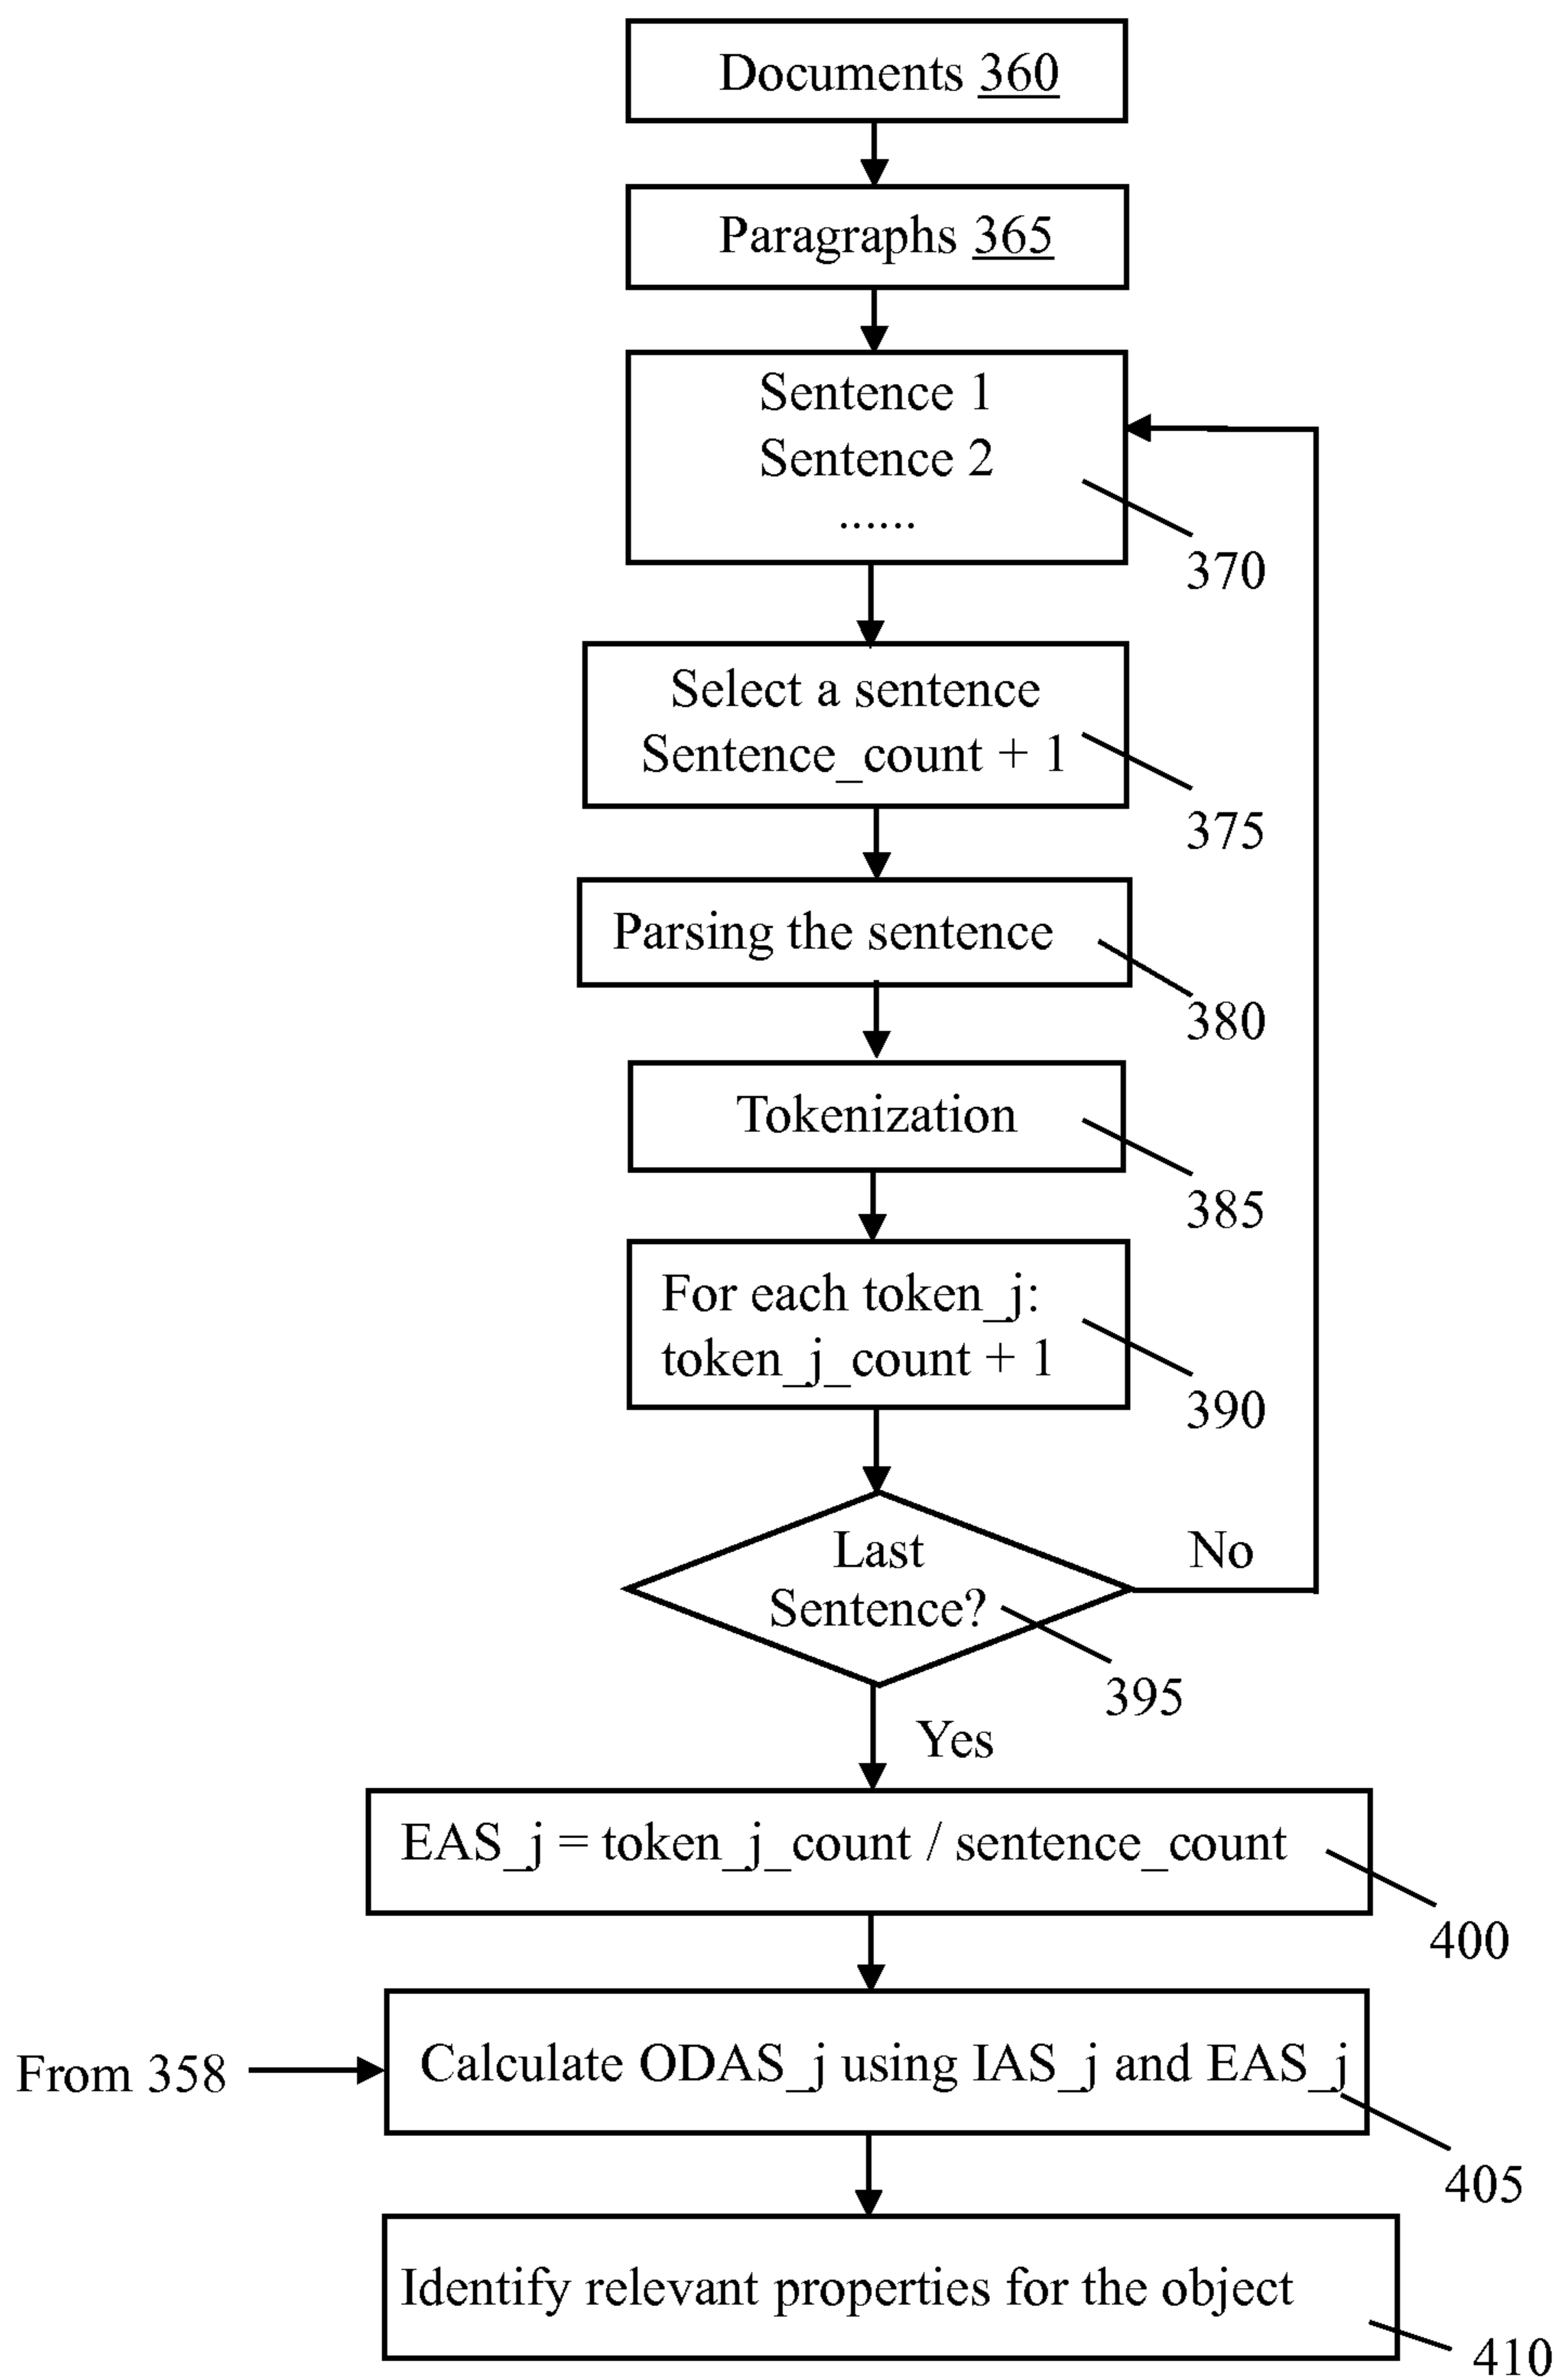 Documents 360
Paragraphs 365
Sentence 1
Sentence 2
......
370
Select a sentence
Sentence_count + 1
375
Parsing the sentence
380
Tokenization
385
For each token_j:
token_j_count + 1
390
Last
Sentence?
No
395
Yes
EAS_j = token_j_count / sentence_count
400
From 358
Calculate ODAS_j using IAS_j and EAS_j
405
Identify relevant properties for the object
410